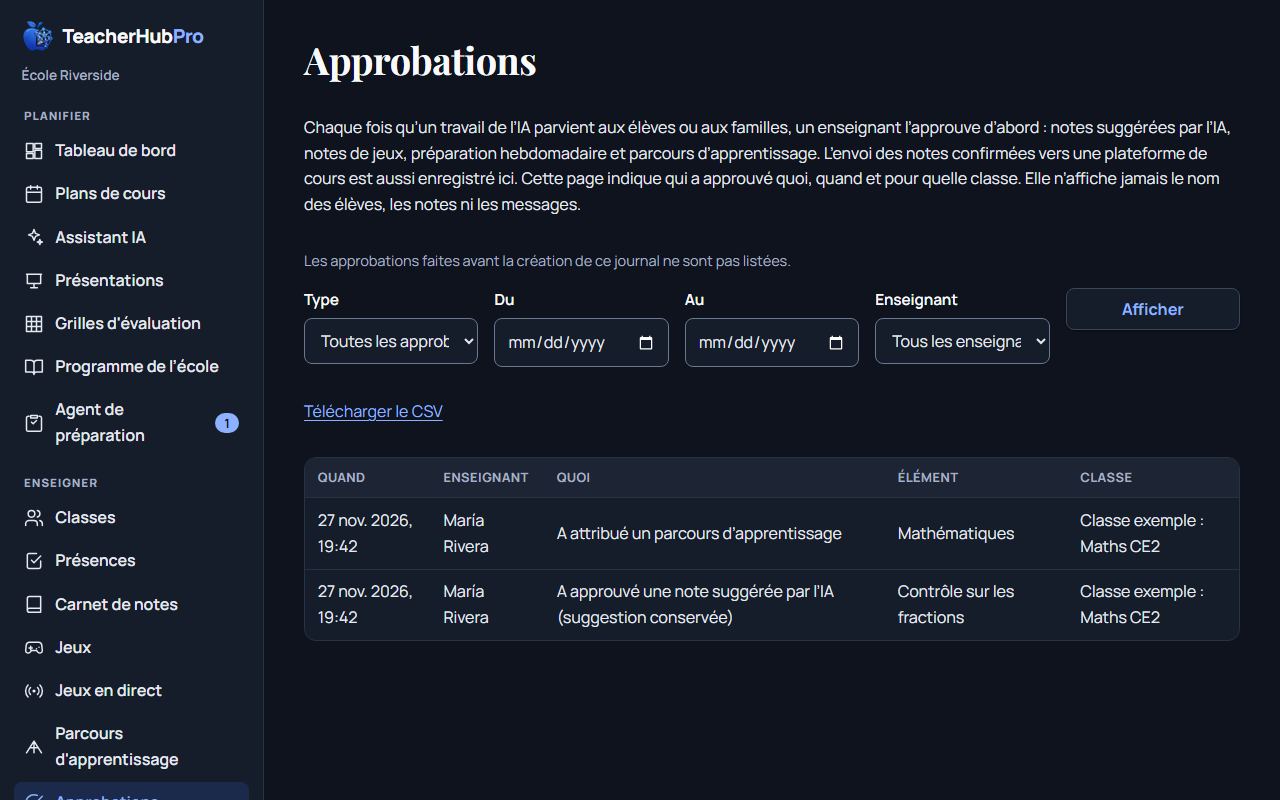 TeacherHubPro
École Riverside
PLANIFIER
Tableau de bord
Plans de cours
Assistant IA
Présentations
Grilles d'évaluation
Programme de l'école
Agent de
préparation
1
ENSEIGNER
Classes
Présences
Carnet de notes
Jeux
Jeux en direct
Parcours
d'apprentissage
Approbations
Approbations
Chaque fois qu’un travail de l’IA parvient aux élèves ou aux familles, un enseignant l’approuve d’abord : notes suggérées par l’IA,
notes de jeux, préparation hebdomadaire et parcours d’apprentissage. L’envoi des notes confirmées vers une plateforme de
cours est aussi enregistré ici. Cette page indique qui a approuvé quoi, quand et pour quelle classe. Elle n’affiche jamais le nom
des élèves, les notes ni les messages.
Les approbations faites avant la création de ce journal ne sont pas listées.
Type Du Au Enseignant
Toutes les approt mm/dd/yyyy mm/dd/yyyy Tous les enseigna Afficher
Télécharger le CSV
QUAND ENSEIGNANT QUOI ÉLÉMENT CLASSE
27 nov. 2026, 19:42 María Rivera A attribué un parcours d’apprentissage Mathématiques Classe exemple : Maths CE2
27 nov. 2026, 19:42 María Rivera A approuvé une note suggérée par l’IA (suggestion conservée) Contrôle sur les fractions Classe exemple : Maths CE2